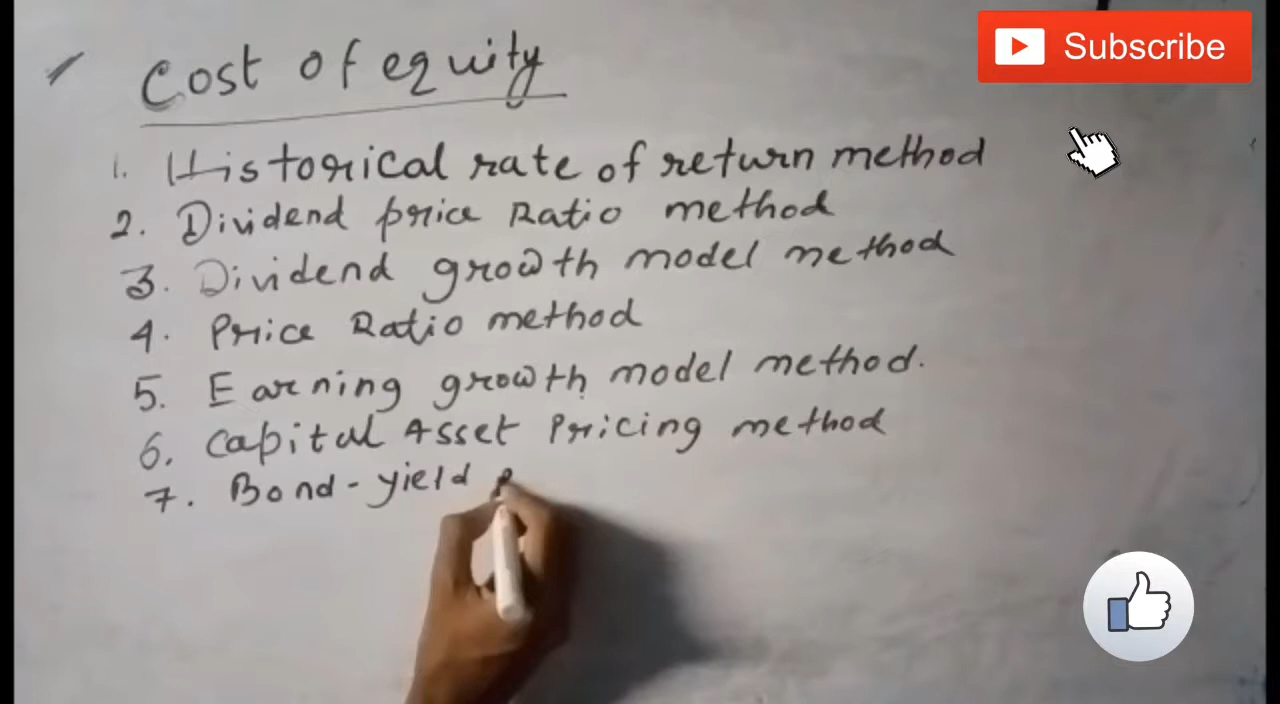 Subscribe
Cost of equity
1. Historical rate of return method
2. Dividend price Ratio method
3. Dividend growth model method
4. Price Ratio method
5. Earning growth model method.
6. Capital Asset Pricing method
7. Bond-yield